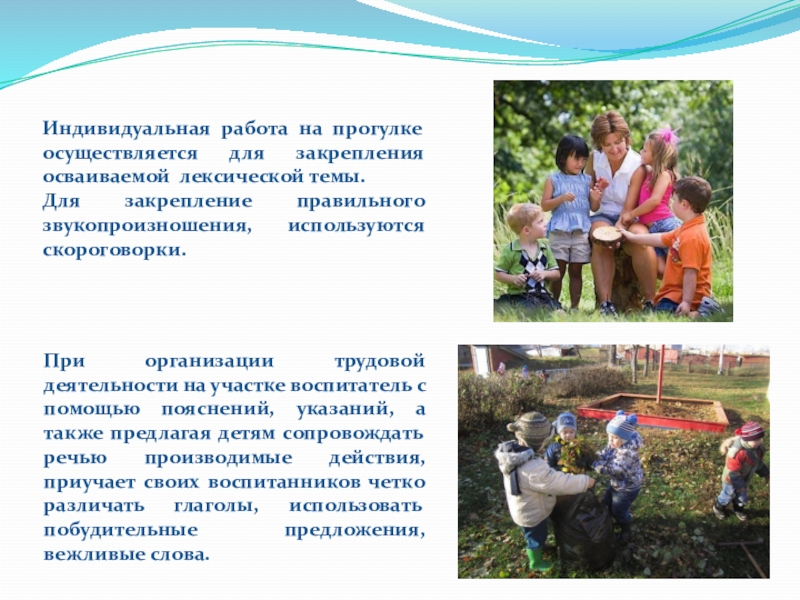 Индивидуальная работа на прогулке
осуществляется для закрепления
осваиваемой лексической темы.
Для закрепление правильного
звукопроизношения, используются
скороговорки.
При организации трудовой
деятельности на участке воспитатель с
помощью пояснений, указаний, а
также предлагая детям сопровождать
речью производимые действия,
приучает своих воспитанников четко
различать глаголы, использовать
побудительные предложения,
вежливые слова.